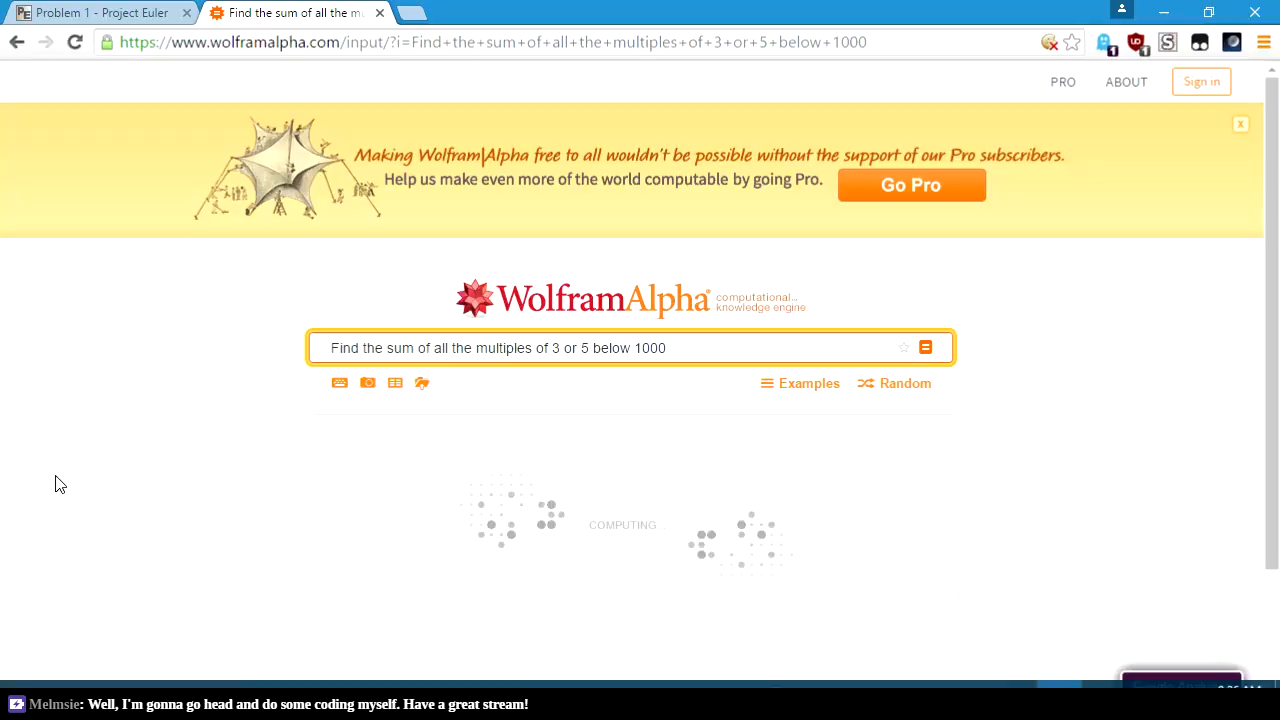 Problem 1 - Project Euler
Find the sum of all the mu
https://www.wolframalpha.com/input/?i=Find+the+sum+of+all+the+multiples+of+3+or+5+below+1000
1
1
PRO ABOUT Sign in
Making Wolfram|Alpha free to all wouldn't be possible without the support of our Pro subscribers.
Help us make even more of the world computable by going Pro.
Go Pro
x
WolframAlpha
computational...
knowledge engine
Find the sum of all the multiples of 3 or 5 below 1000
Examples Random
COMPUTING
Melmsie: Well, I'm gonna go head and do some coding myself. Have a great stream!